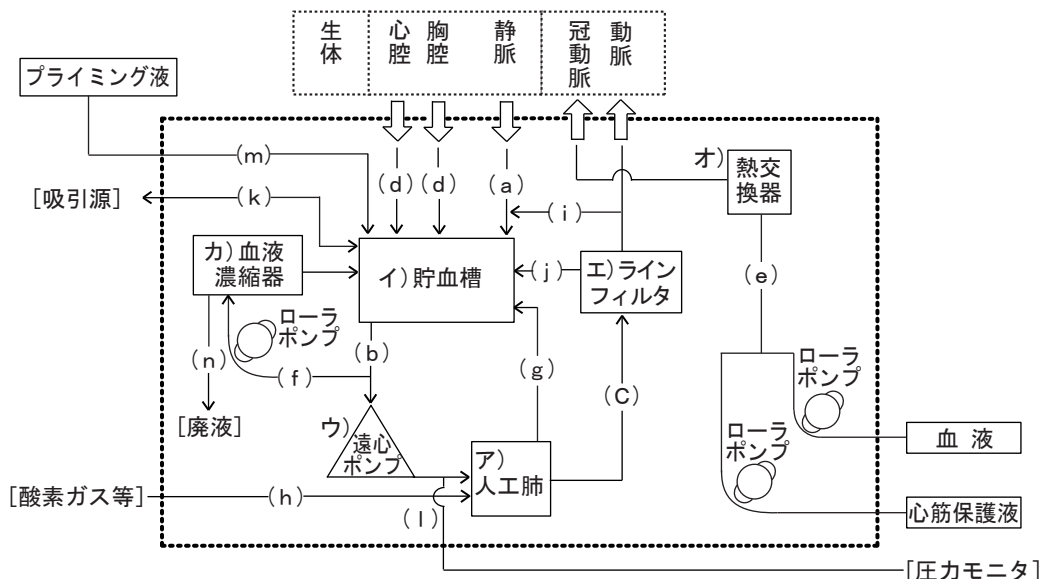 生体
心腔
胸腔
静脈
冠動脈
動脈
プライミング液
(m)
(d)
(d)
(a)
オ)
熱交
換器
[吸引源]
(k)
(i)
カ)血液
濃縮器
イ)貯血槽
(j)
エ)ライン
フィルタ
(e)
ローラ
ポンプ
(n)
(f)
(b)
(g)
(C)
ローラ
ポンプ
[廃液]
ウ)
遠心
ポンプ
ア)
人工肺
ローラ
ポンプ
血 液
[酸素ガス等]
(h)
(l)
心筋保護液
[圧力モニタ]